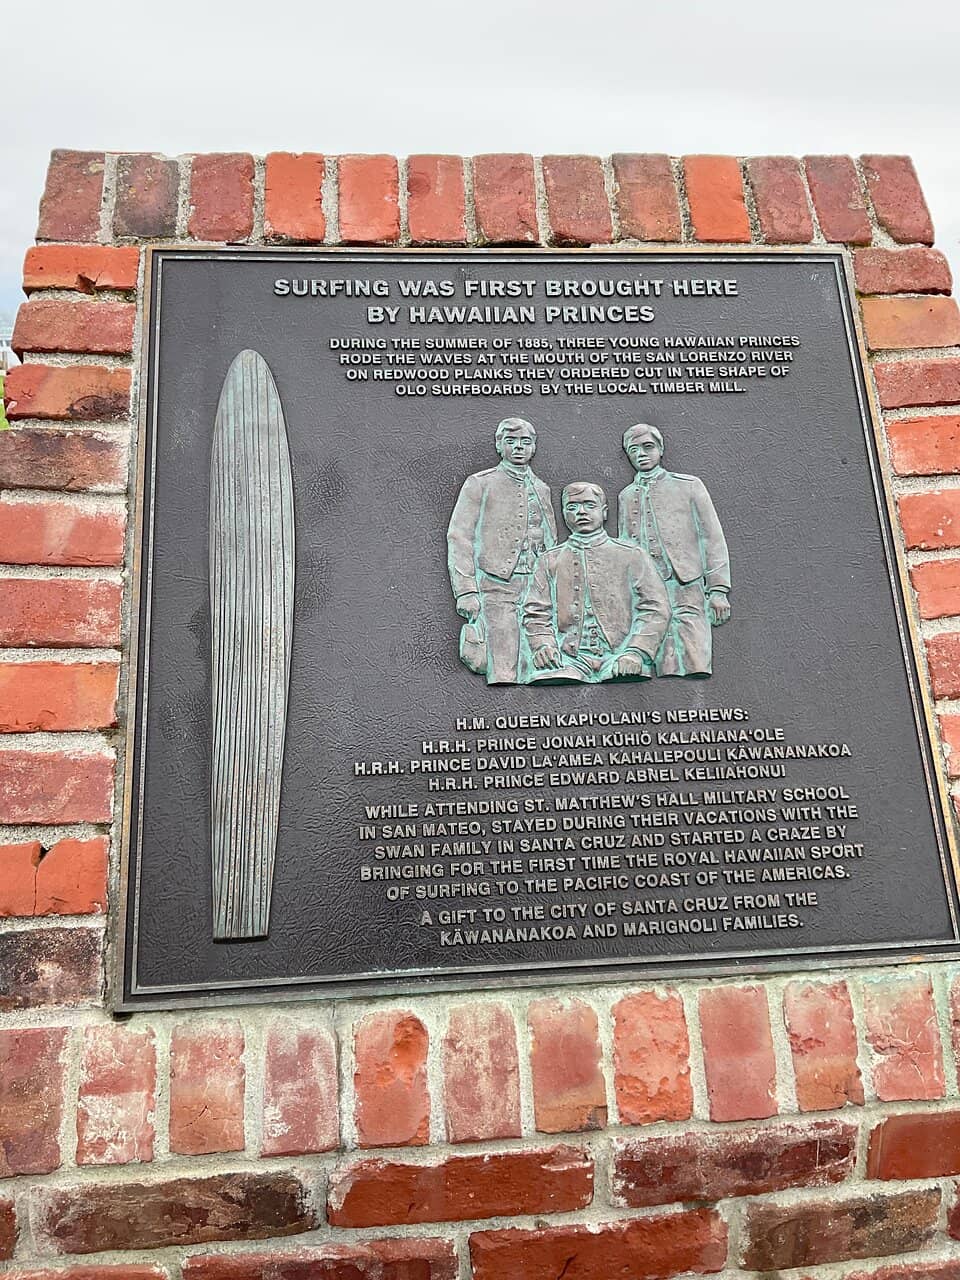 SURFING WAS FIRST BROUGHT HERE
BY HAWAIIAN PRINCES
DURING THE SUMMER OF 1885, THREE YOUNG HAWAIIAN PRINCES
RODE THE WAVES AT THE MOUTH OF THE SAN LORENZO RIVER
ON REDWOOD PLANKS THEY ORDERED CUT IN THE SHAPE OF
OLO SURFBOARDS BY THE LOCAL TIMBER MILL.
H.M. QUEEN KAPIʻOLANI'S NEPHEWS:
H.R.H. PRINCE JONAH KŪHIŌ KALANIANAʻOLE
H.R.H. PRINCE DAVID LAʻAMEA KAHALEPOULI KĀWANANAKOA
H.R.H. PRINCE EDWARD ABNEL KELIIAHONUI
WHILE ATTENDING ST. MATTHEW'S HALL MILITARY SCHOOL
IN SAN MATEO, STAYED DURING THEIR VACATIONS WITH THE
SWAN FAMILY IN SANTA CRUZ AND STARTED A CRAZE BY
BRINGING FOR THE FIRST TIME THE ROYAL HAWAIIAN SPORT
OF SURFING TO THE PACIFIC COAST OF THE AMERICAS.
A GIFT TO THE CITY OF SANTA CRUZ FROM THE
KĀWANANAKOA AND MARIGNOLI FAMILIES.